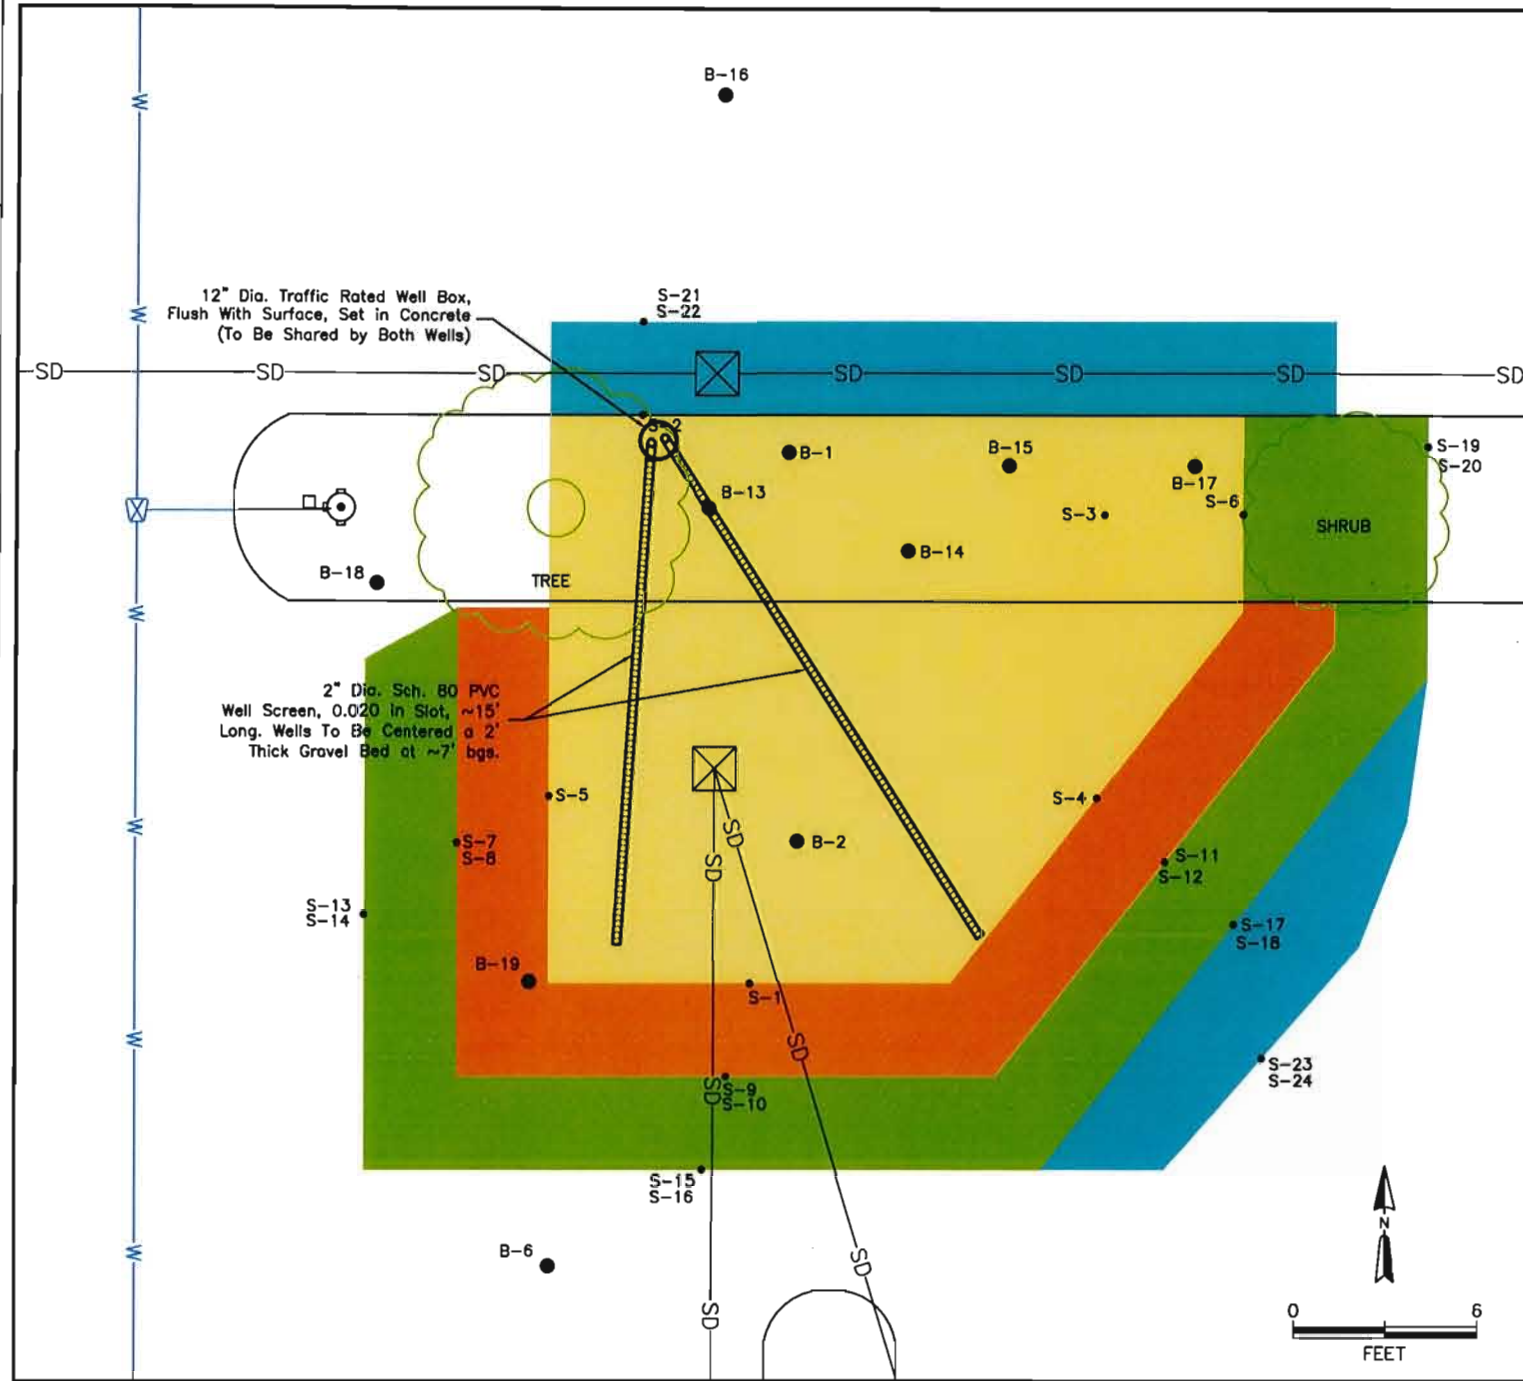 B-16
W
12" Dia. Traffic Rated Well Box,
Flush With Surface, Set in Concrete
(To Be Shared by Both Wells)
S-21
S-22
W
SD
SD
SD
SD
SD
SD
SD
S-2
B-1
B-15
B-17
S-19
S-20
B-13
S-3
S-6
SHRUB
B-14
B-18
TREE
W
2" Dia. Sch. 80 PVC
Well Screen, 0.020 in Slot, ~15'
Long. Wells To Be Centered a 2'
Thick Gravel Bed at ~7' bgs.
S-5
S-4
W
S-7
S-8
B-2
SD
SD
S-11
S-12
S-13
S-14
S-17
S-18
B-19
S-1
W
SD
SD
S-9
S-10
S-23
S-24
S-15
S-16
B-6
W
SD
SD
N
0 6
FEET